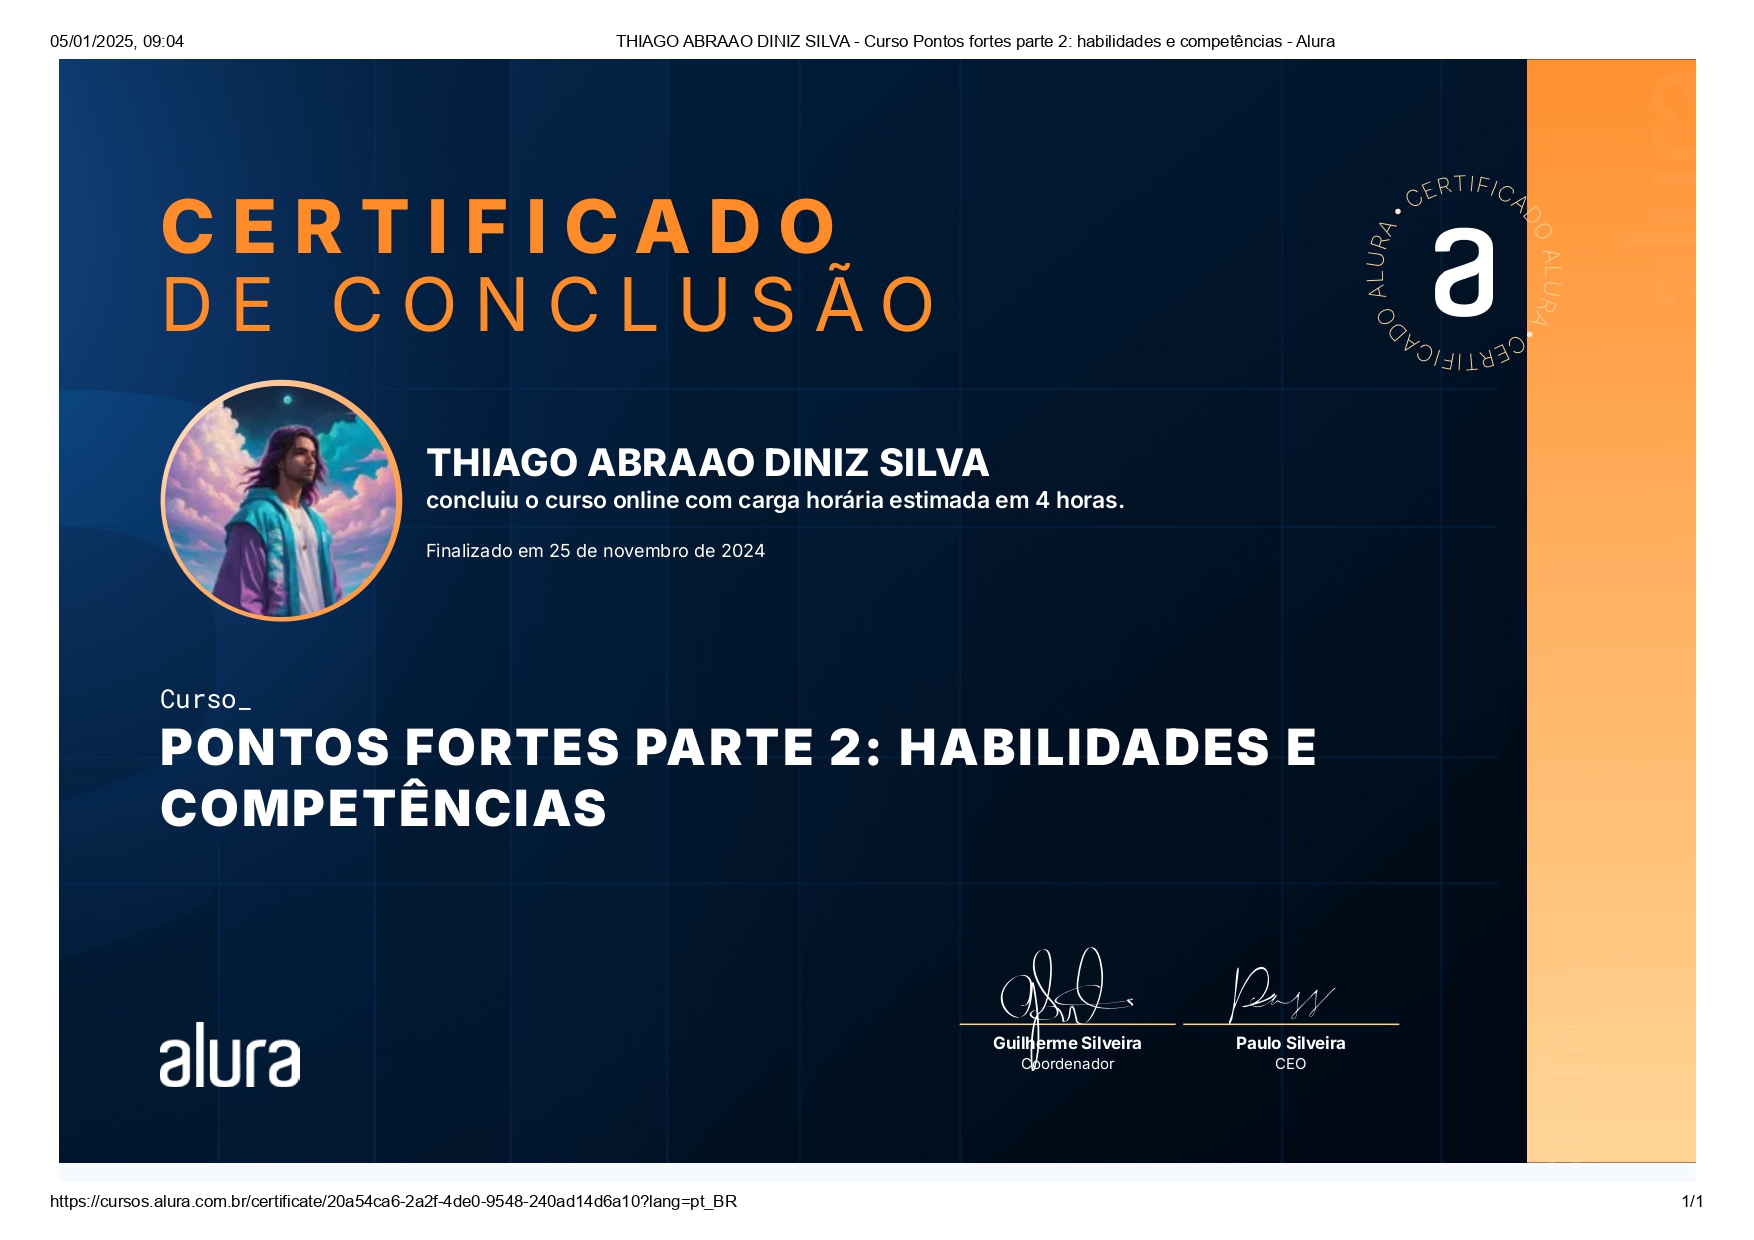 05/01/2025, 09:04
THIAGO ABRAAO DINIZ SILVA - Curso Pontos fortes parte 2: habilidades e competências - Alura
CERTIFICADO
DE CONCLUSÃO
CERTIFICADO ALURA • CERTIFICADO ALURA •
a
THIAGO ABRAAO DINIZ SILVA
concluiu o curso online com carga horária estimada em 4 horas.
Finalizado em 25 de novembro de 2024
Curso_
PONTOS FORTES PARTE 2: HABILIDADES E
COMPETÊNCIAS
alura
Guilherme Silveira
Coordenador
Paulo Silveira
CEO
alura
alura
https://cursos.alura.com.br/certificate/20a54ca6-2a2f-4de0-9548-240ad14d6a10?lang=pt_BR
1/1